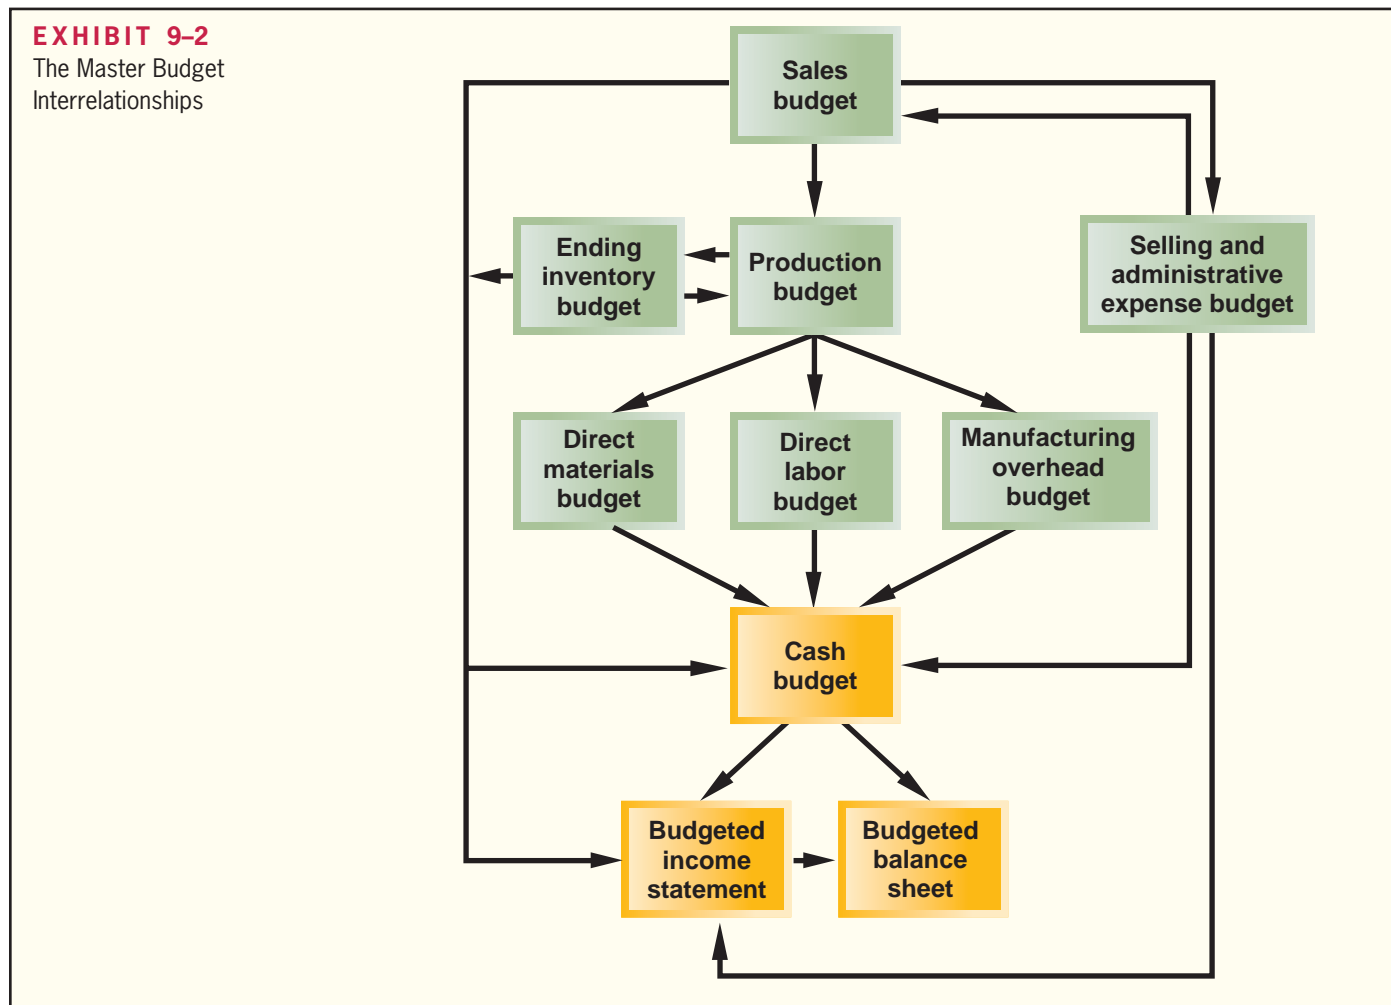 EXHIBIT 9–2
The Master Budget
Interrelationships
Sales
budget
Ending
inventory
budget
Production
budget
Selling and
administrative
expense budget
Direct
materials
budget
Direct
labor
budget
Manufacturing
overhead
budget
Cash
budget
Budgeted
income
statement
Budgeted
balance
sheet